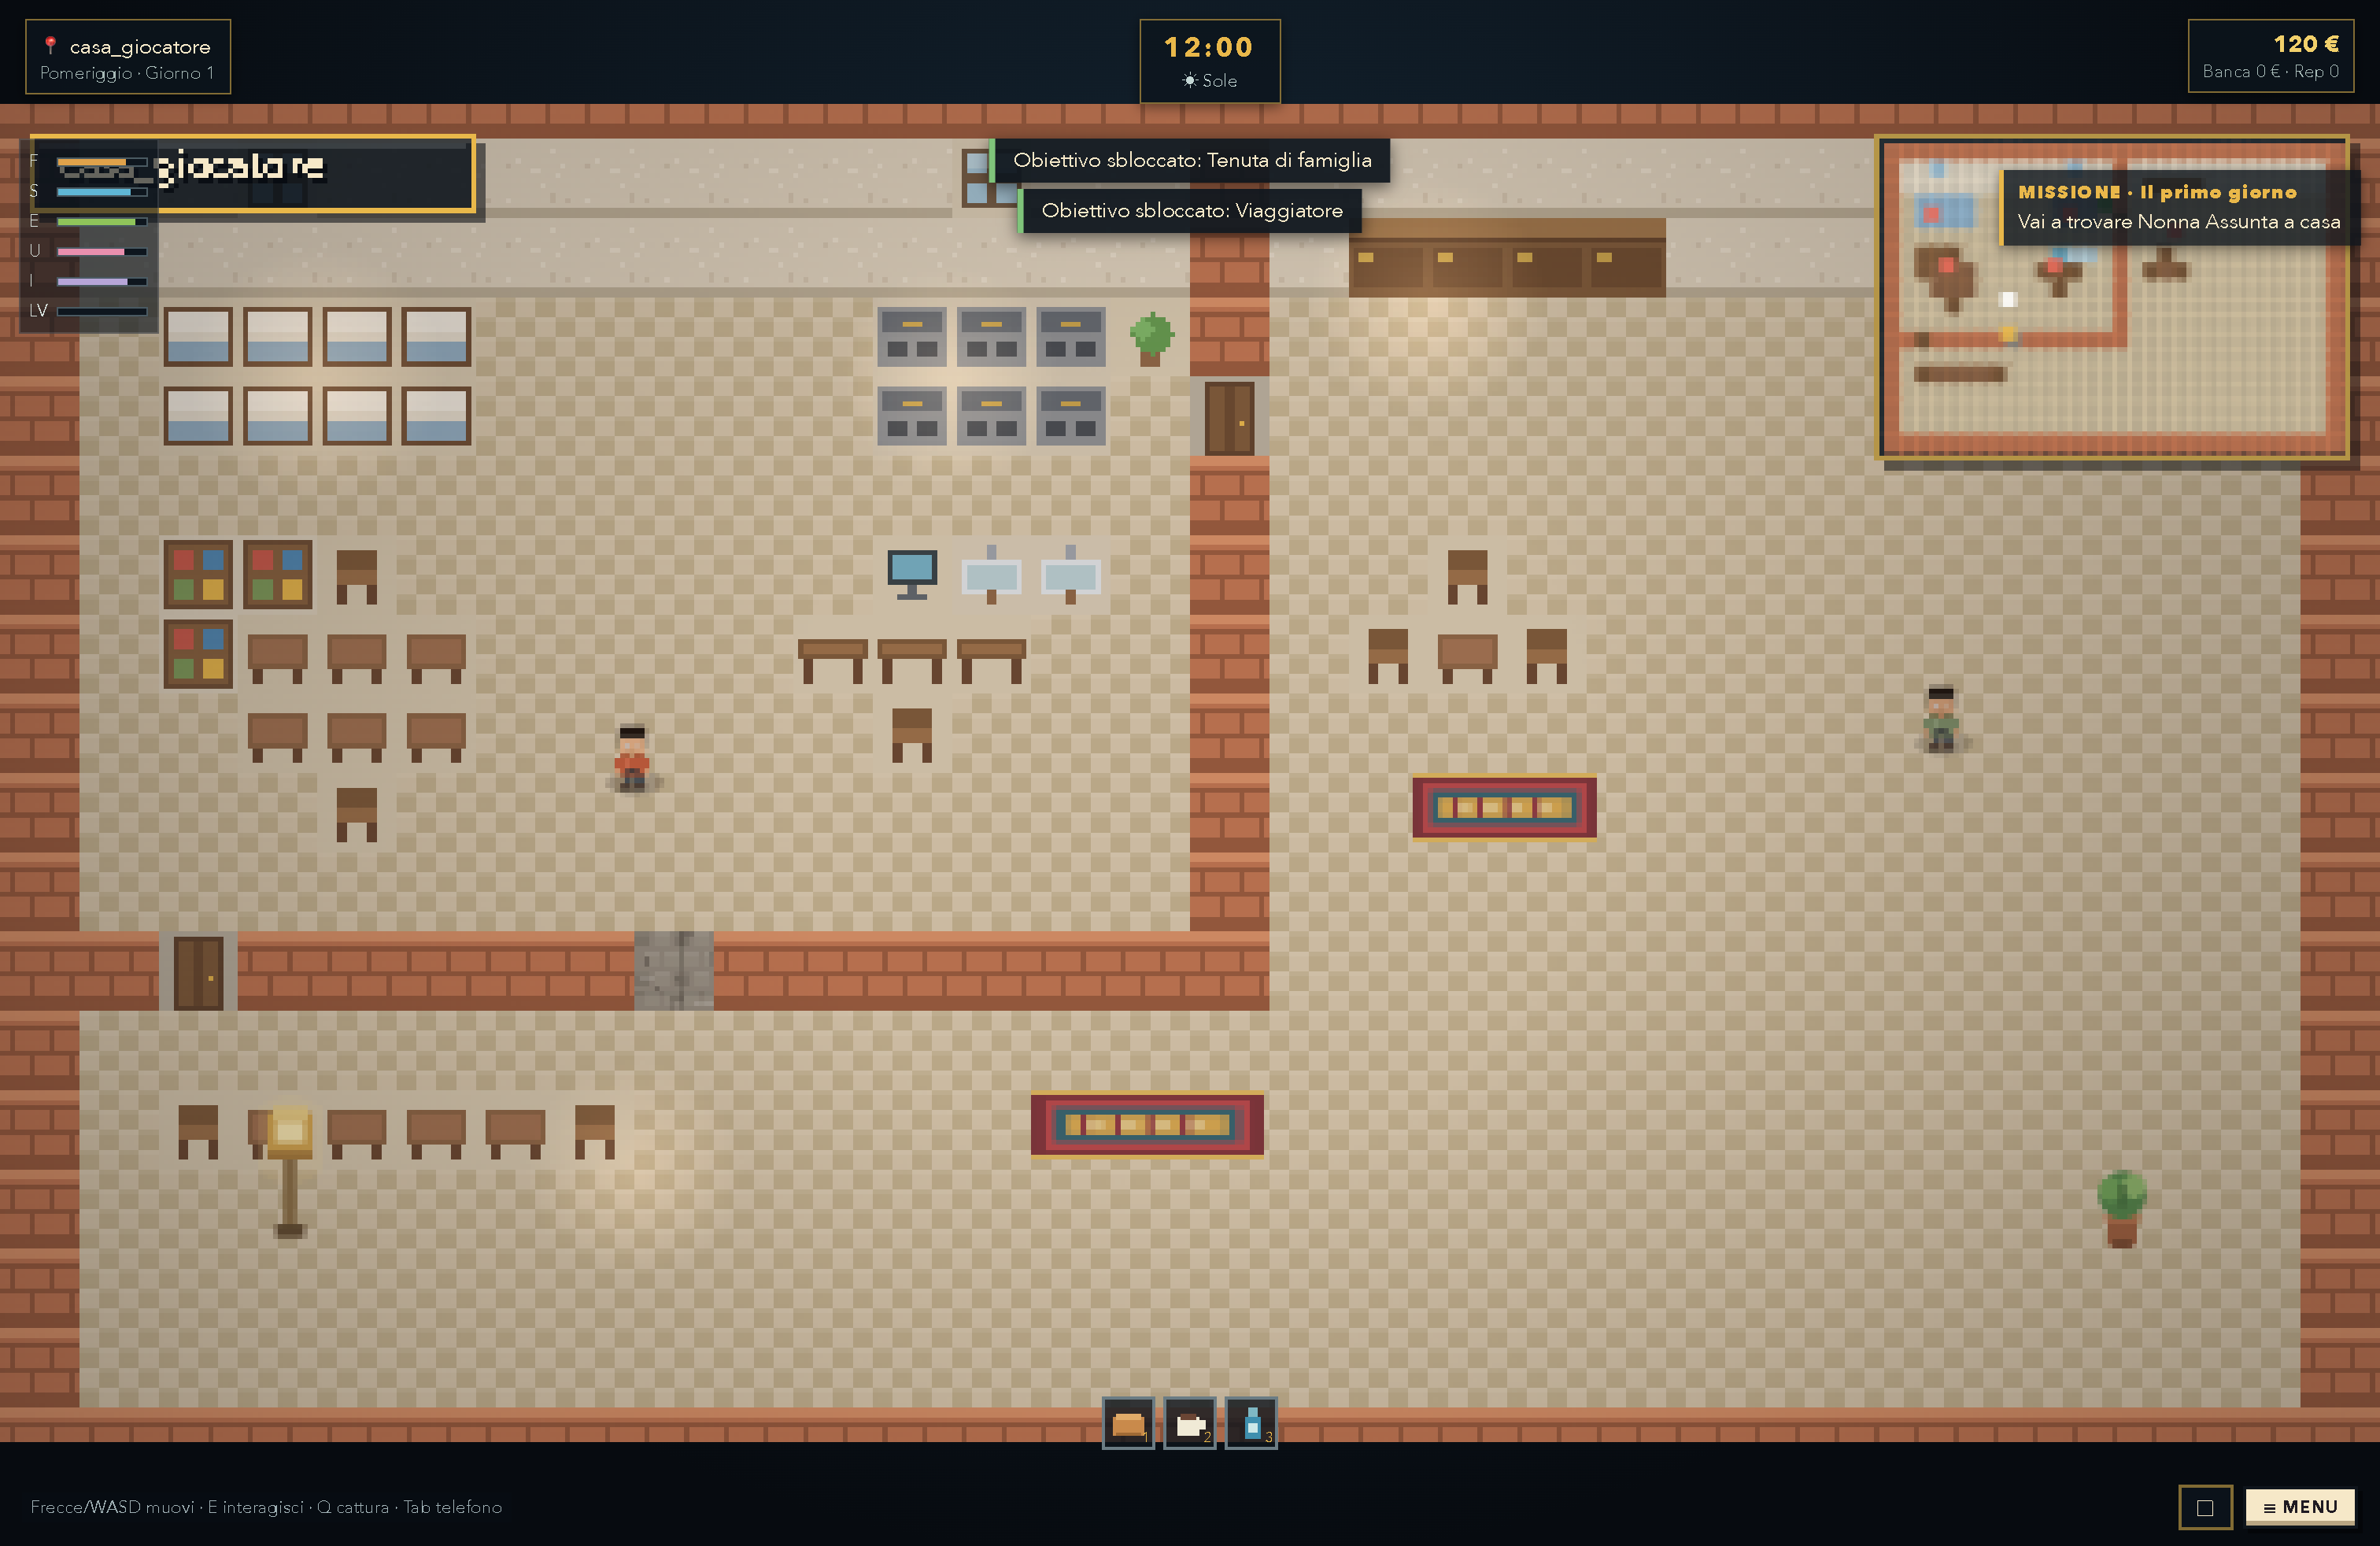 casa_giocatore
Pomeriggio · Giorno 1
12:00
Sole
120 €
Banca 0 € · Rep 0
F
S
E
U
I
LV
giocatore
Obiettivo sbloccato: Tenuta di famiglia
Obiettivo sbloccato: Viaggiatore
MISSIONE · Il primo giorno
Vai a trovare Nonna Assunta a casa
1
2
3
Frecce/WASD muovi · E interagisci · Q cattura · Tab telefono
≡ MENU